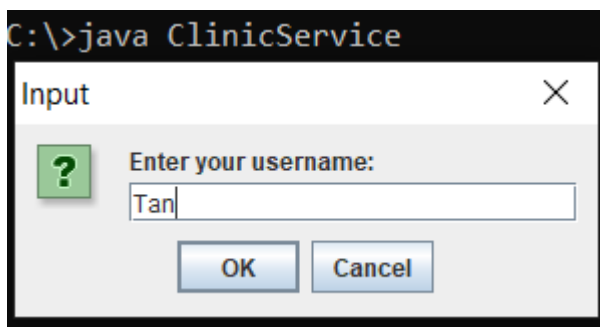 C:\>java ClinicService
Input
?
Enter your username:
Tan
OK Cancel